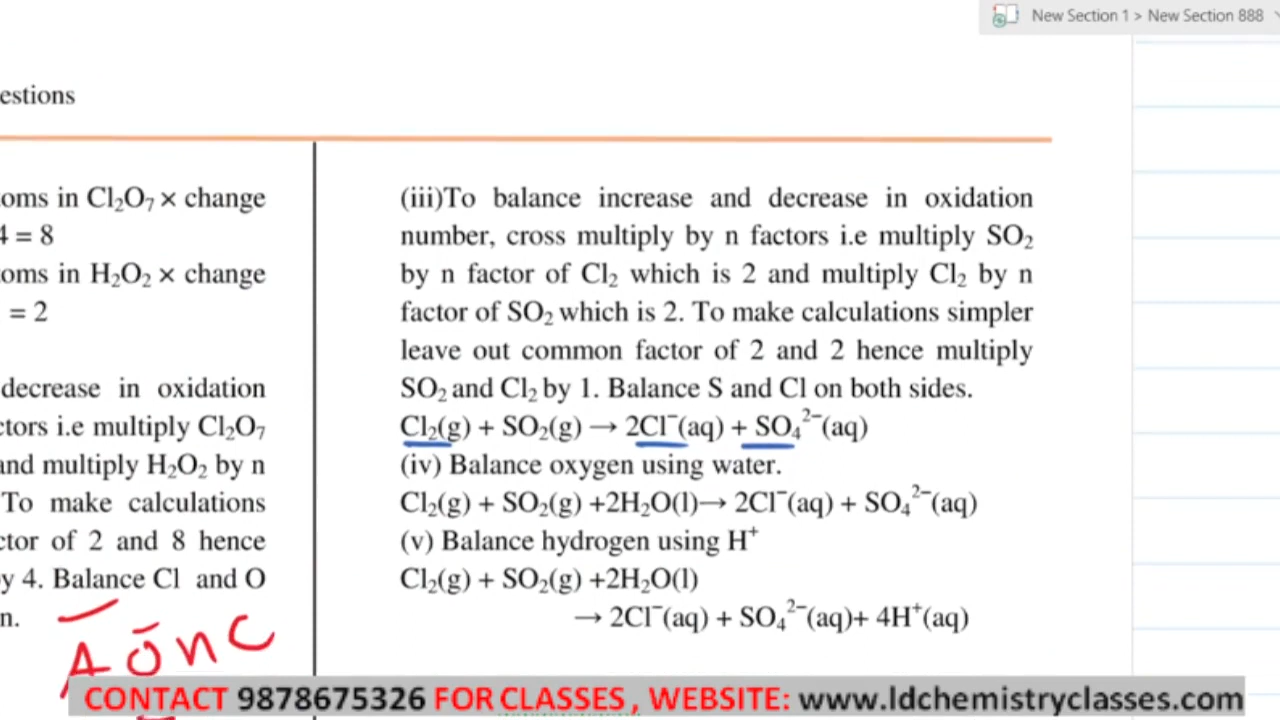 New Section 1 > New Section 888
estions
oms in Cl₂O₇ × change
4 = 8
oms in H₂O₂ × change
= 2
decrease in oxidation
ctors i.e multiply Cl₂O₇
and multiply H₂O₂ by n
To make calculations
ctor of 2 and 8 hence
by 4. Balance Cl and O
n.
(iii)To balance increase and decrease in oxidation
number, cross multiply by n factors i.e multiply SO₂
by n factor of Cl₂ which is 2 and multiply Cl₂ by n
factor of SO₂ which is 2. To make calculations simpler
leave out common factor of 2 and 2 hence multiply
SO₂ and Cl₂ by 1. Balance S and Cl on both sides.
Cl₂(g) + SO₂(g) → 2Cl⁻(aq) + SO₄²⁻(aq)
(iv) Balance oxygen using water.
Cl₂(g) + SO₂(g) +2H₂O(l)→ 2Cl⁻(aq) + SO₄²⁻(aq)
(v) Balance hydrogen using H⁺
Cl₂(g) + SO₂(g) +2H₂O(l)
→ 2Cl⁻(aq) + SO₄²⁻(aq)+ 4H⁺(aq)
CONTACT 9878675326 FOR CLASSES , WEBSITE: www.ldchemistryclasses.com